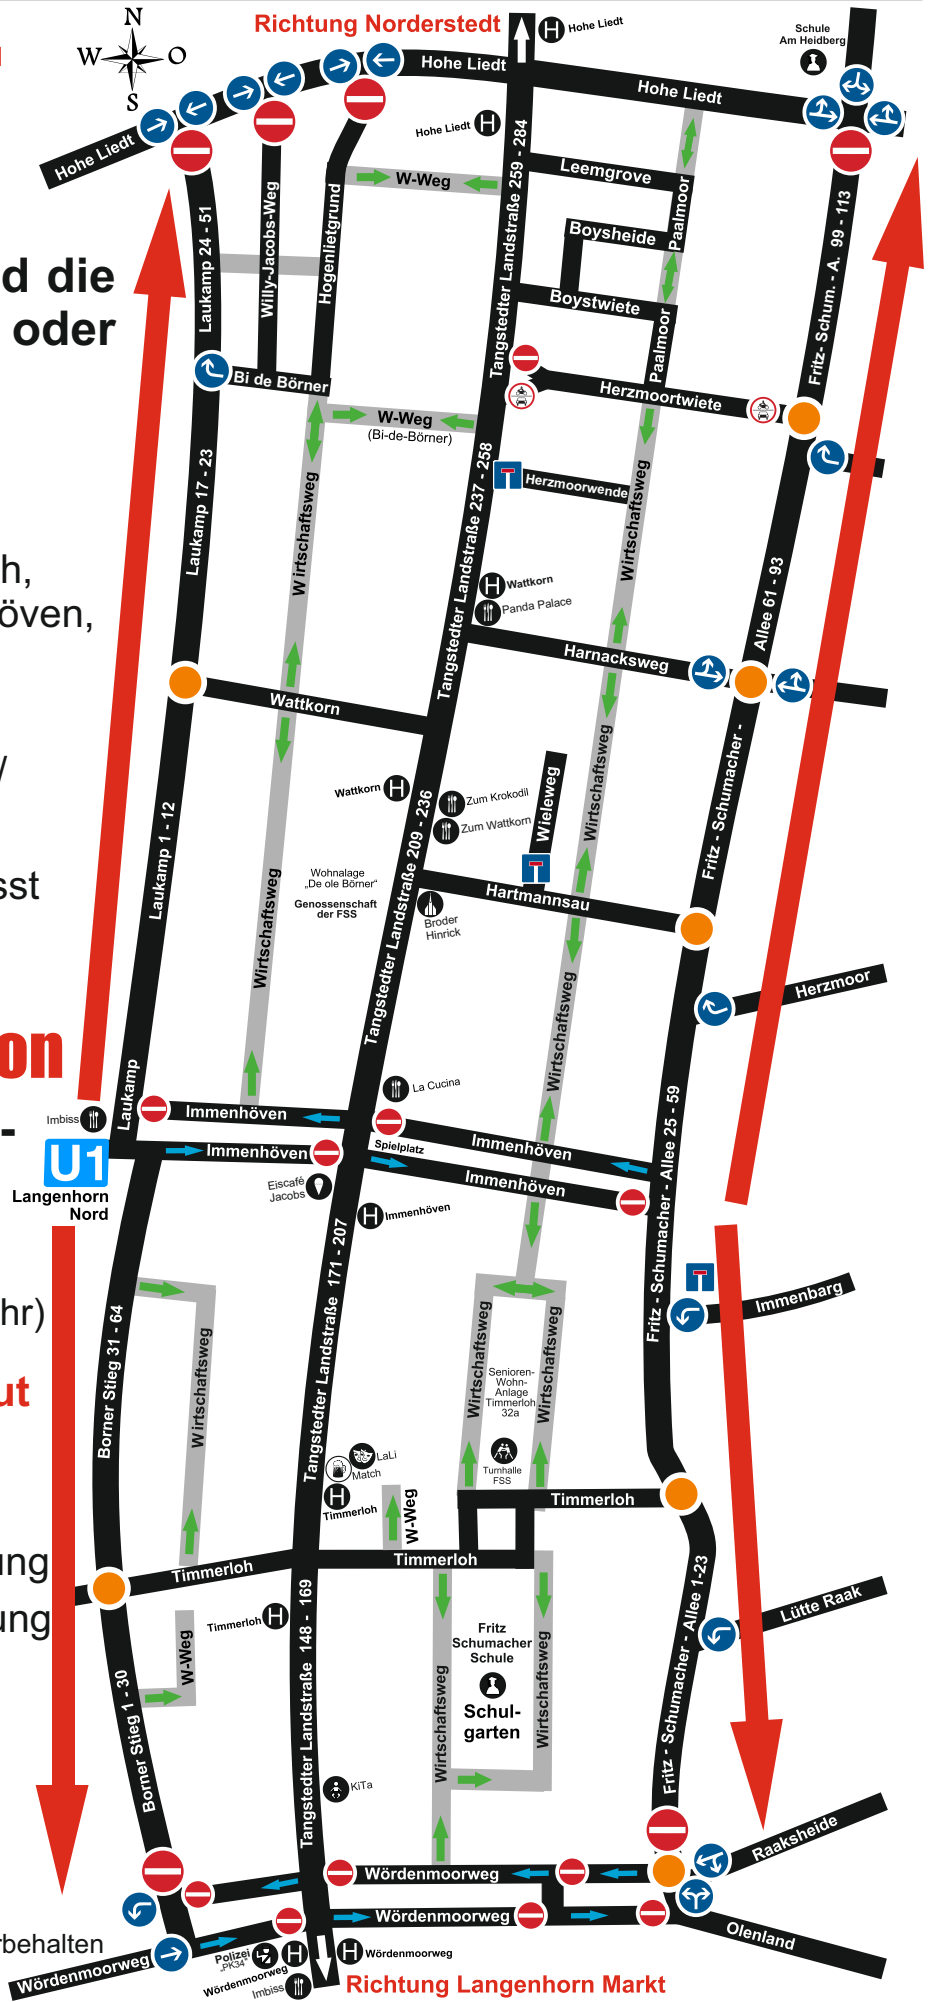 N
W
O
S
Richtung Norderstedt
Hohe Liedt
Schule
Am Heidberg
Hohe Liedt
Hohe Liedt
Hohe Liedt
Hohe Liedt
W-Weg
Leemgrove
Laukamp 24 - 51
Willy-Jacobs-Weg
Hogenlietgrund
Tangstedter Landstraße 259 - 284
Paalmoor
Boysheide
Fritz- Schum. - A. 99 - 113
d die
oder
Boystwiete
Paalmoor
Bi de Börner
Herzmoortwiete
W-Weg
(Bi-de-Börner)
Laukamp 17 - 23
Wirtschaftsweg
Tangstedter Landstraße 237 - 258
Herzmoorwende
Wirtschaftsweg
h,
öven,
Wattkorn
Panda Palace
Allee 61 - 93
Harnacksweg
Wattkorn
/
Wattkorn
Zum Krokodil
Zum Wattkorn
Wieleweg
Wirtschaftsweg
Fritz - Schumacher -
Laukamp 1 - 12
Tangstedter Landstraße 209 - 236
sst
Wohnalage
„De ole Börner“
Genossenschaft
der FSS
Hartmannsau
Broder
Hinrick
Wirtschaftsweg
Wirtschaftsweg
Herzmoor
on
Laukamp
La Cucina
Imbiss
-
Immenhöven
Immenhöven
Spielplatz
Immenhöven
Immenhöven
U1
Langenhorn
Nord
Eiscafé
Jacobs
Immenhöven
Fritz - Schumacher - Allee 25 - 59
Immenbarg
hr)
ut
Borner Stieg 31 - 64
Wirtschaftsweg
Tangstedter Landstraße 171 - 207
Wirtschaftsweg
Wirtschaftsweg
Senioren-
Wohn-
Anlage
Timmerloh
32a
LaLi
Match
Turnhalle
FSS
Timmerloh
W-Weg
Timmerloh
ung
Timmerloh
Timmerloh
Lütte Raak
ung
Timmerloh
W-Weg
Fritz
Schumacher
Schule
Schul-
garten
Wirtschaftsweg
Wirtschaftsweg
Fritz - Schumacher - Allee 1-23
Borner Stieg 1 - 30
Tangstedter Landstraße 148 - 169
KiTa
Raaksheide
Wördenmoorweg
Wördenmoorweg
Olenland
rbehalten
Wördenmoorweg
Polizei
„PK34“
Wördenmoorweg
Wördenmoorweg
Imbiss
Richtung Langenhorn Markt